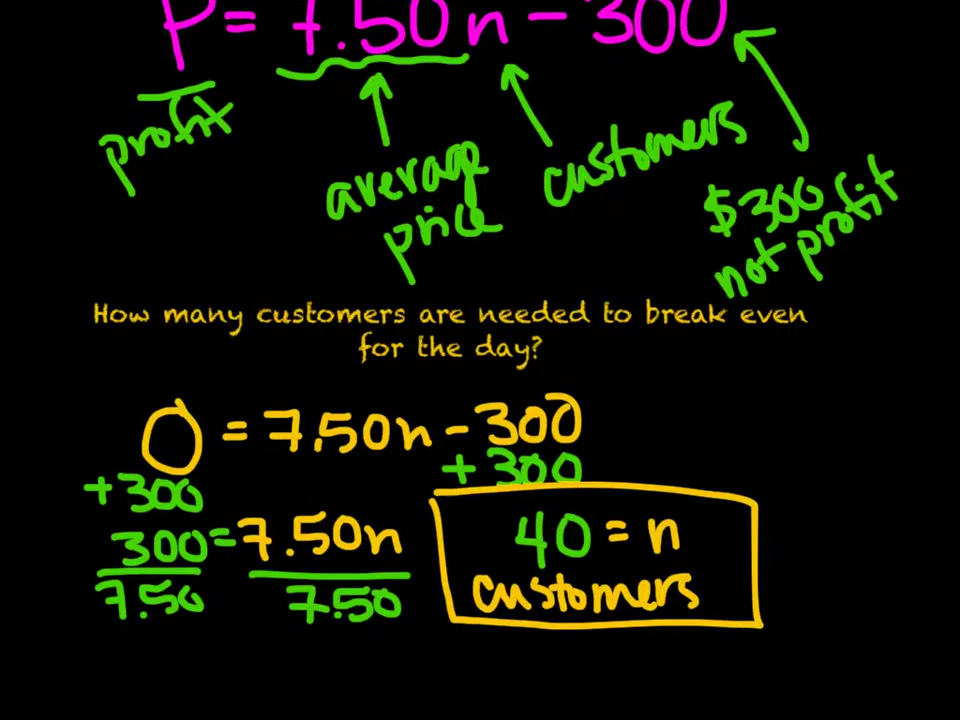 P = 7.50n - 300
profit
average
price
customers
$300
not profit
How many customers are needed to break even
for the day?
0 = 7.50n - 300
+300 +300
300 = 7.50n
7.50 7.50
40 = n
customers